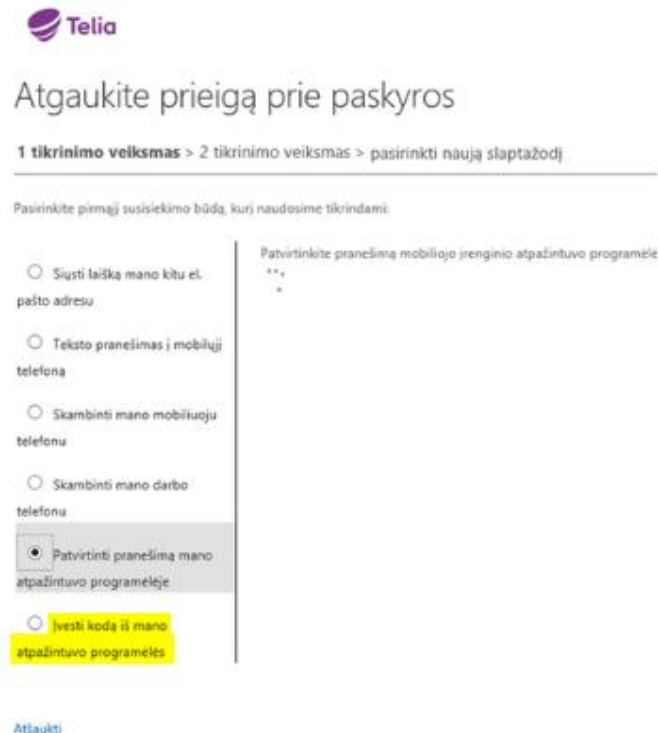 Telia
Atgaukite prieigą prie paskyros
1 tikrinimo veiksmas > 2 tikrinimo veiksmas > pasirinkti naują slaptažodį
Pasirinkite pirmąjį susisiekimo būdą, kurį naudosime tikrindami:
Siųsti laišką mano kitu el.
pašto adresu
Teksto pranešimas į mobilųjį
telefoną
Skambinti mano mobiliuoju
telefonu
Skambinti mano darbo
telefonu
Patvirtinti pranešimą mano
atpažintuvo programėlėje
Įvesti kodą iš mano
atpažintuvo programėlės
Patvirtinkite pranešimą mobiliojo įrenginio atpažintuvo programėlė
Atšaukti